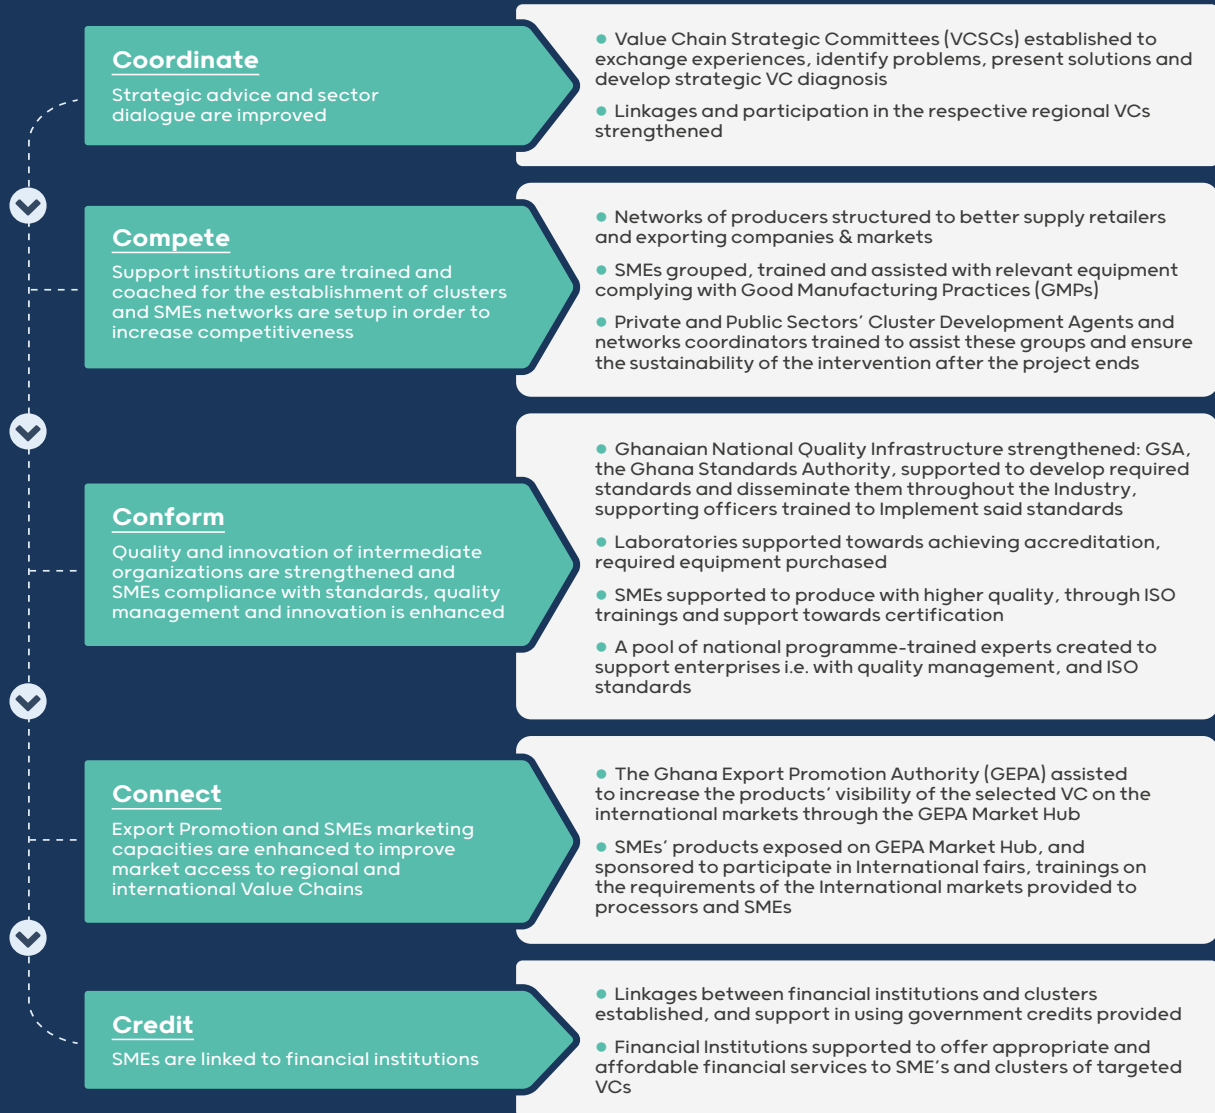 Coordinate
Strategic advice and sector
dialogue are improved
● Value Chain Strategic Committees (VCSCs) established to
exchange experiences, identify problems, present solutions and
develop strategic VC diagnosis
● Linkages and participation in the respective regional VCs
strengthened
Compete
Support institutions are trained and
coached for the establishment of clusters
and SMEs networks are setup in order to
increase competitiveness
● Networks of producers structured to better supply retailers
and exporting companies & markets
● SMEs grouped, trained and assisted with relevant equipment
complying with Good Manufacturing Practices (GMPs)
● Private and Public Sectors’ Cluster Development Agents and
networks coordinators trained to assist these groups and ensure
the sustainability of the intervention after the project ends
Conform
Quality and innovation of intermediate
organizations are strengthened and
SMEs compliance with standards, quality
management and innovation is enhanced
● Ghanaian National Quality Infrastructure strengthened: GSA,
the Ghana Standards Authority, supported to develop required
standards and disseminate them throughout the Industry,
supporting officers trained to Implement said standards
● Laboratories supported towards achieving accreditation,
required equipment purchased
● SMEs supported to produce with higher quality, through ISO
trainings and support towards certification
● A pool of national programme-trained experts created to
support enterprises i.e. with quality management, and ISO
standards
Connect
Export Promotion and SMEs marketing
capacities are enhanced to improve
market access to regional and
international Value Chains
● The Ghana Export Promotion Authority (GEPA) assisted
to increase the products’ visibility of the selected VC on the
international markets through the GEPA Market Hub
● SMEs’ products exposed on GEPA Market Hub, and
sponsored to participate in International fairs, trainings on
the requirements of the International markets provided to
processors and SMEs
Credit
SMEs are linked to financial institutions
● Linkages between financial institutions and clusters
established, and support in using government credits provided
● Financial Institutions supported to offer appropriate and
affordable financial services to SME’s and clusters of targeted
VCs